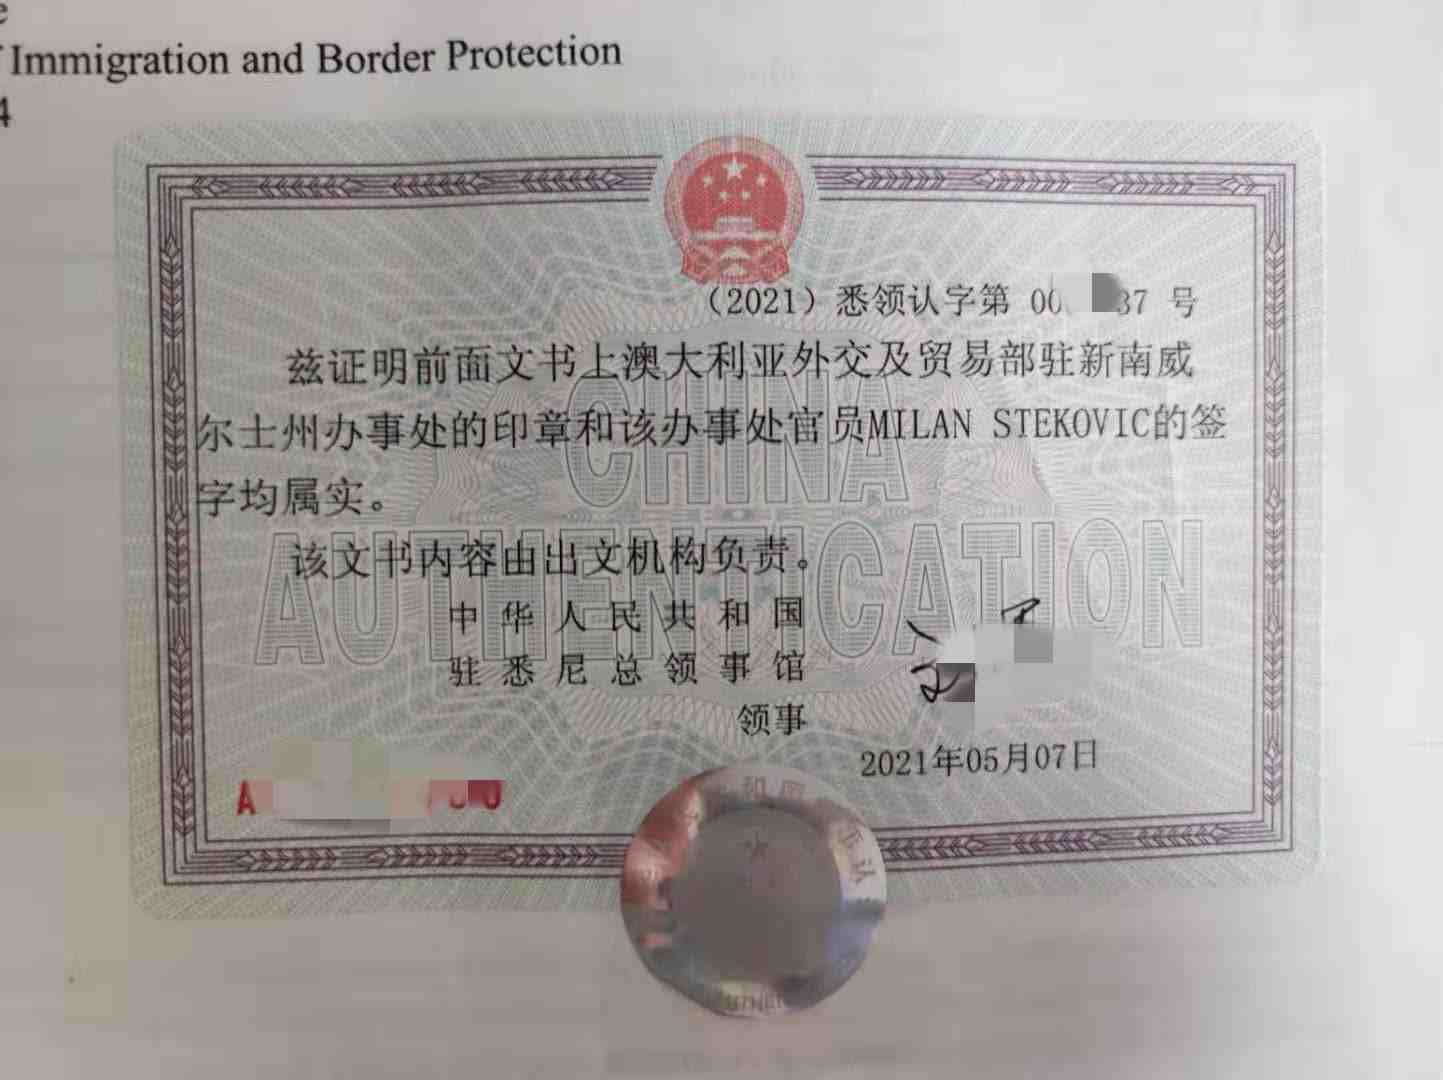 Immigration and Border Protection
4
（2021）悉领认字第 00 37 号
兹证明前面文书上澳大利亚外交及贸易部驻新南威
尔士州办事处的印章和该办事处官员MILAN STEKOVIC的签
字均属实。
该文书内容由出文机构负责。
中华人民共和国
驻悉尼总领事馆
领事
2021年05月07日
CHINA
AUTHENTICATION
A
和国